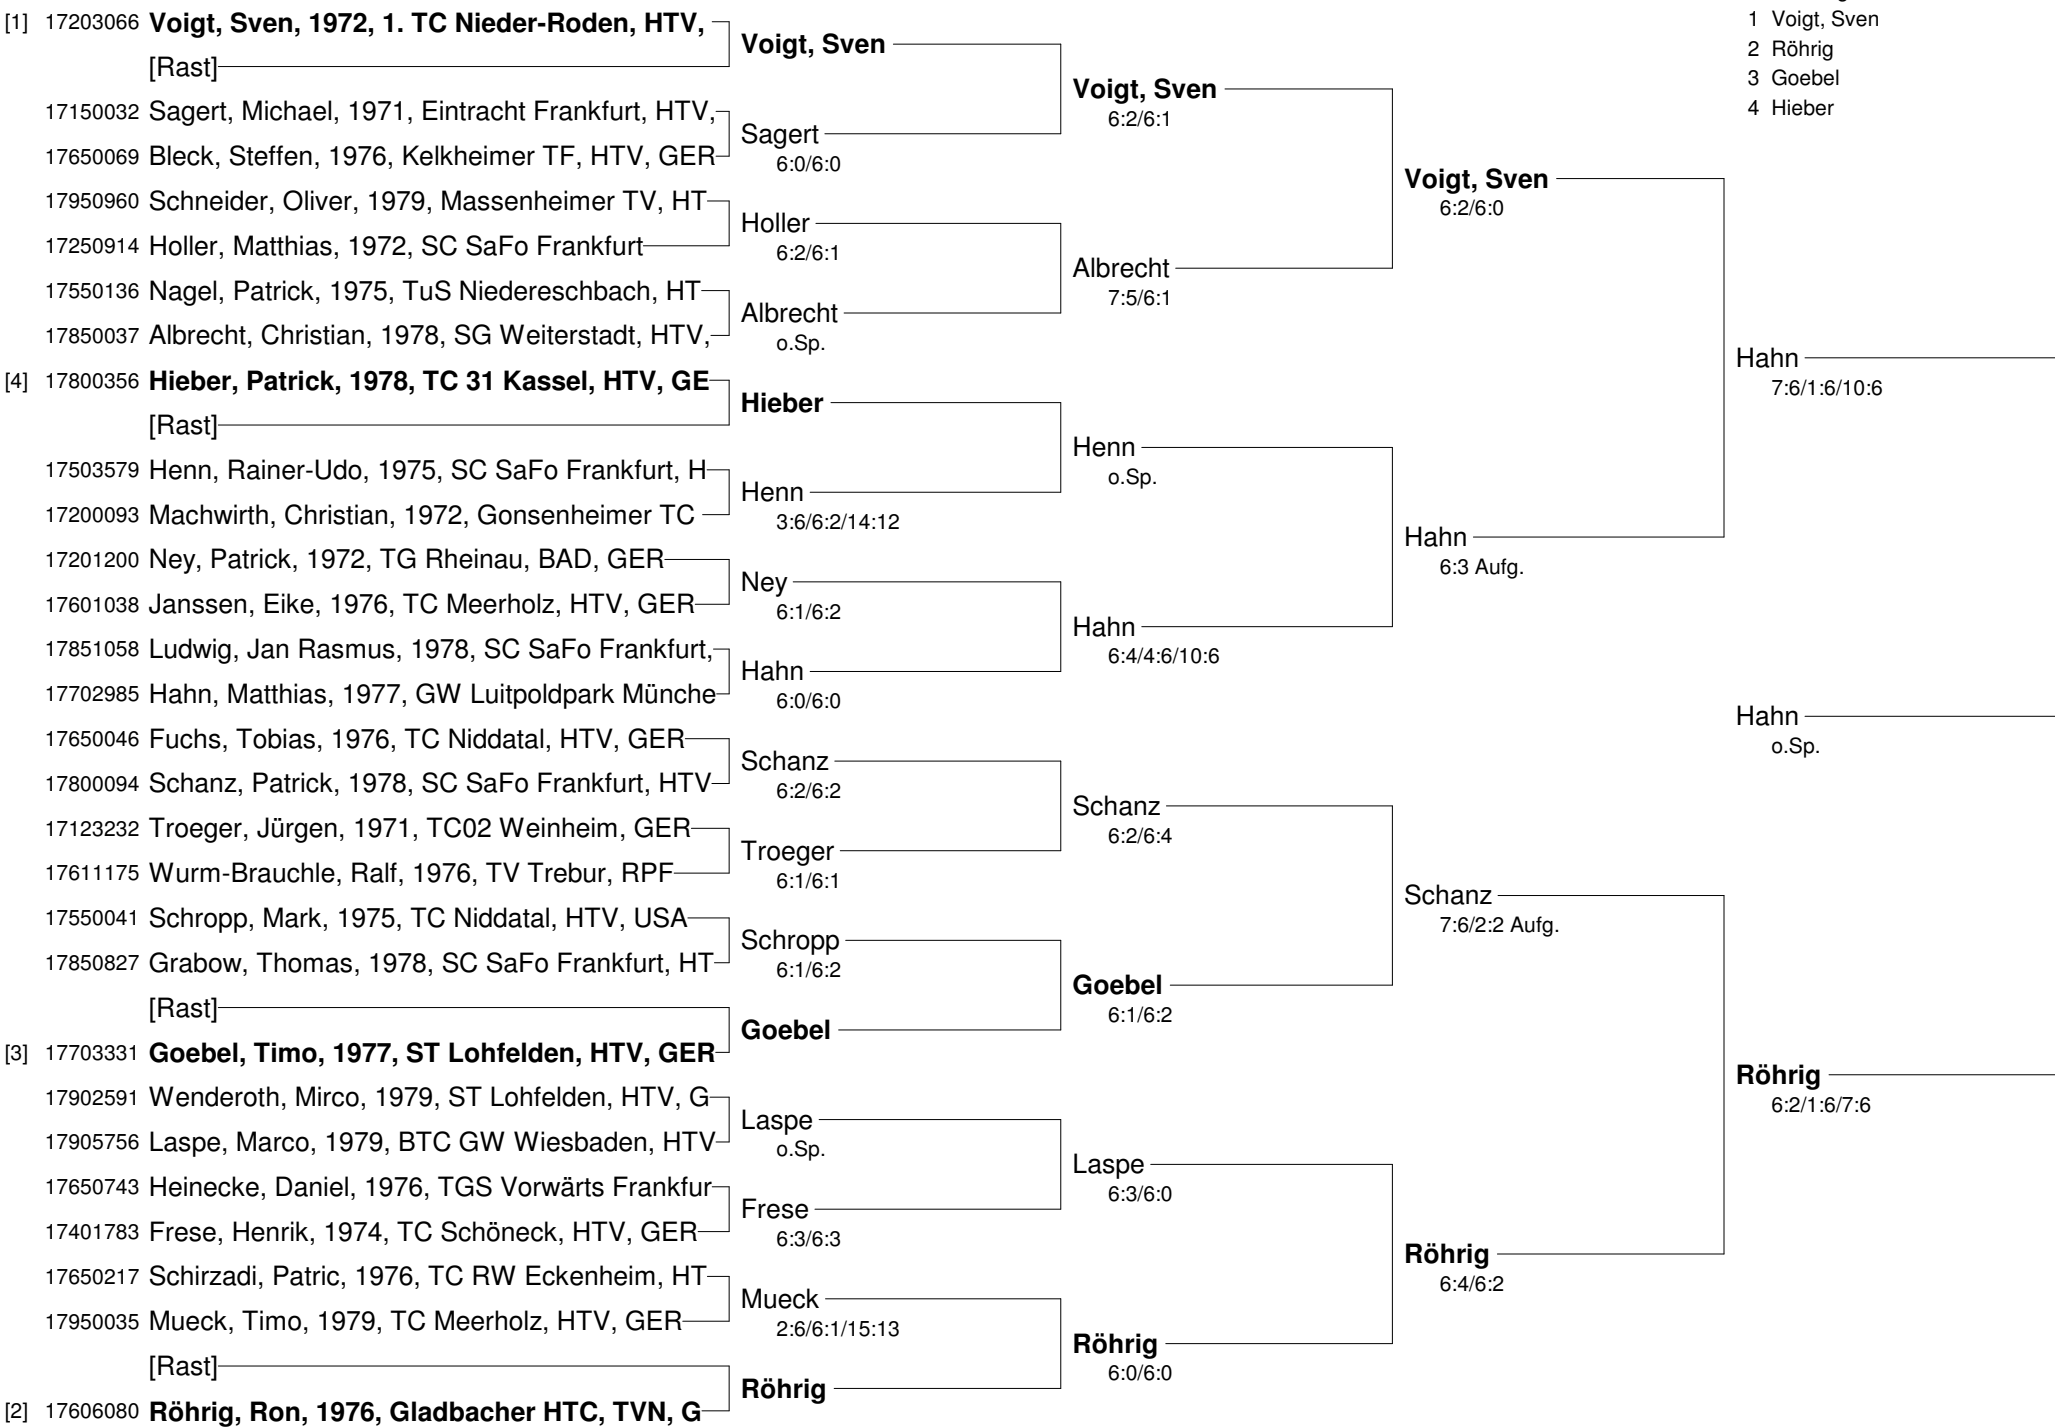 [1] 17203066 Voigt, Sven, 1972, 1. TC Nieder-Roden, HTV,
[Rast]
17150032 Sagert, Michael, 1971, Eintracht Frankfurt, HTV,
17650069 Bleck, Steffen, 1976, Kelkheimer TF, HTV, GER
17950960 Schneider, Oliver, 1979, Massenheimer TV, HT
17250914 Holler, Matthias, 1972, SC SaFo Frankfurt
17550136 Nagel, Patrick, 1975, TuS Niedereschbach, HT
17850037 Albrecht, Christian, 1978, SG Weiterstadt, HTV,
[4] 17800356 Hieber, Patrick, 1978, TC 31 Kassel, HTV, GE
[Rast]
17503579 Henn, Rainer-Udo, 1975, SC SaFo Frankfurt, H
17200093 Machwirth, Christian, 1972, Gonsenheimer TC
17201200 Ney, Patrick, 1972, TG Rheinau, BAD, GER
17601038 Janssen, Eike, 1976, TC Meerholz, HTV, GER
17851058 Ludwig, Jan Rasmus, 1978, SC SaFo Frankfurt,
17702985 Hahn, Matthias, 1977, GW Luitpoldpark Münche
17650046 Fuchs, Tobias, 1976, TC Niddatal, HTV, GER
17800094 Schanz, Patrick, 1978, SC SaFo Frankfurt, HTV
17123232 Troeger, Jürgen, 1971, TC02 Weinheim, GER
17611175 Wurm-Brauchle, Ralf, 1976, TV Trebur, RPF
17550041 Schropp, Mark, 1975, TC Niddatal, HTV, USA
17850827 Grabow, Thomas, 1978, SC SaFo Frankfurt, HT
[Rast]
[3] 17703331 Goebel, Timo, 1977, ST Lohfelden, HTV, GER
17902591 Wenderoth, Mirco, 1979, ST Lohfelden, HTV, G
17905756 Laspe, Marco, 1979, BTC GW Wiesbaden, HTV
17650743 Heinecke, Daniel, 1976, TGS Vorwärts Frankfur
17401783 Frese, Henrik, 1974, TC Schöneck, HTV, GER
17650217 Schirzadi, Patric, 1976, TC RW Eckenheim, HT
17950035 Mueck, Timo, 1979, TC Meerholz, HTV, GER
[Rast]
[2] 17606080 Röhrig, Ron, 1976, Gladbacher HTC, TVN, G
Voigt, Sven
Sagert
6:0/6:0
Holler
6:2/6:1
Albrecht
o.Sp.
Hieber
Henn
3:6/6:2/14:12
Ney
6:1/6:2
Hahn
6:0/6:0
Schanz
6:2/6:2
Troeger
6:1/6:1
Schropp
6:1/6:2
Goebel
Laspe
o.Sp.
Frese
6:3/6:3
Mueck
2:6/6:1/15:13
Röhrig
Voigt, Sven
6:2/6:1
Albrecht
7:5/6:1
Henn
o.Sp.
Hahn
6:4/4:6/10:6
Schanz
6:2/6:4
Goebel
6:1/6:2
Laspe
6:3/6:0
Röhrig
6:0/6:0
Voigt, Sven
6:2/6:0
Hahn
6:3 Aufg.
Schanz
7:6/2:2 Aufg.
Röhrig
6:4/6:2
1 Voigt, Sven
2 Röhrig
3 Goebel
4 Hieber
Hahn
7:6/1:6/10:6
Hahn
o.Sp.
Röhrig
6:2/1:6/7:6